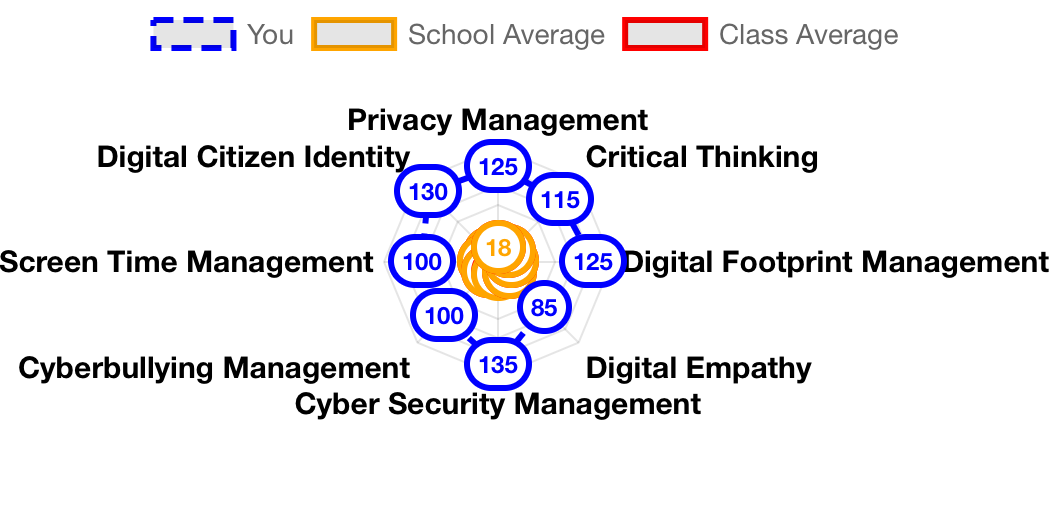 You School Average Class Average
Privacy Management
Digital Citizen Identity Critical Thinking
125
130 115
18
Screen Time Management 100 125 Digital Footprint Management
100 85
135
Cyberbullying Management Digital Empathy
Cyber Security Management